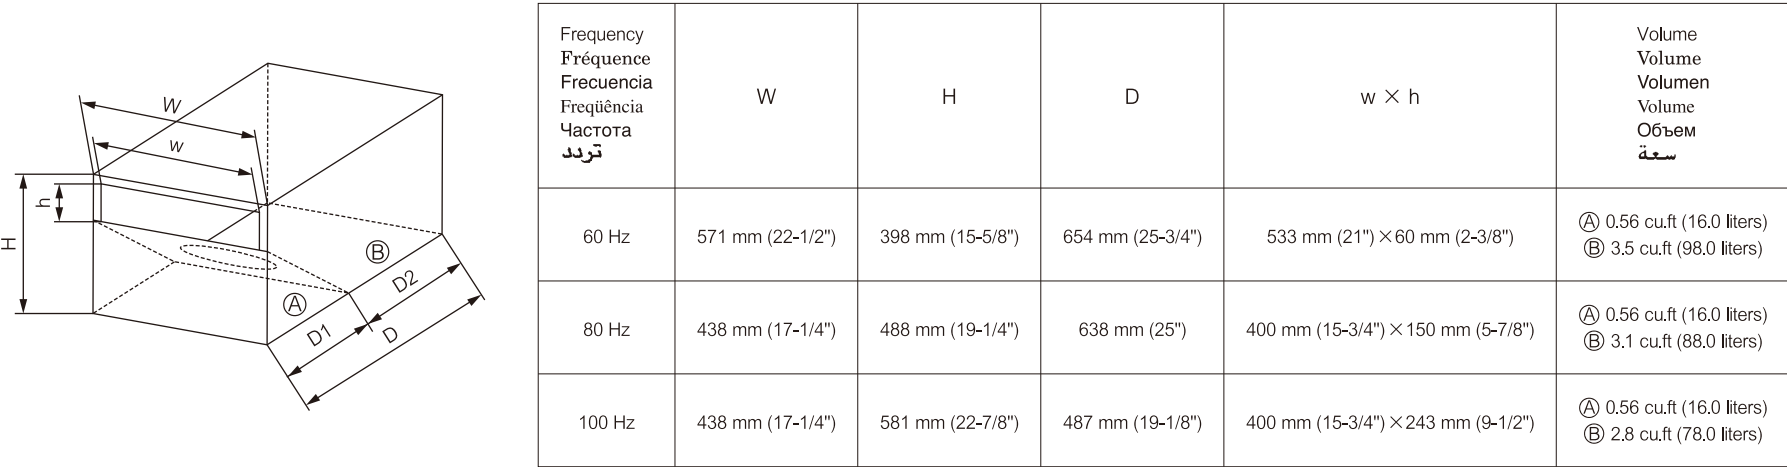 W
w
h
H
Ⓑ
Ⓐ
D2
D1
D
Frequency
Fréquence
Frecuencia
Freqüência
Частота
تردد
W
H
D
w × h
Volume
Volume
Volumen
Volume
Объем
سعة
60 Hz
571 mm (22-1/2")
398 mm (15-5/8")
654 mm (25-3/4")
533 mm (21") × 60 mm (2-3/8")
Ⓐ 0.56 cu.ft (16.0 liters)
Ⓑ 3.5 cu.ft (98.0 liters)
80 Hz
438 mm (17-1/4")
488 mm (19-1/4")
638 mm (25")
400 mm (15-3/4") × 150 mm (5-7/8")
Ⓐ 0.56 cu.ft (16.0 liters)
Ⓑ 3.1 cu.ft (88.0 liters)
100 Hz
438 mm (17-1/4")
581 mm (22-7/8")
487 mm (19-1/8")
400 mm (15-3/4") × 243 mm (9-1/2")
Ⓐ 0.56 cu.ft (16.0 liters)
Ⓑ 2.8 cu.ft (78.0 liters)